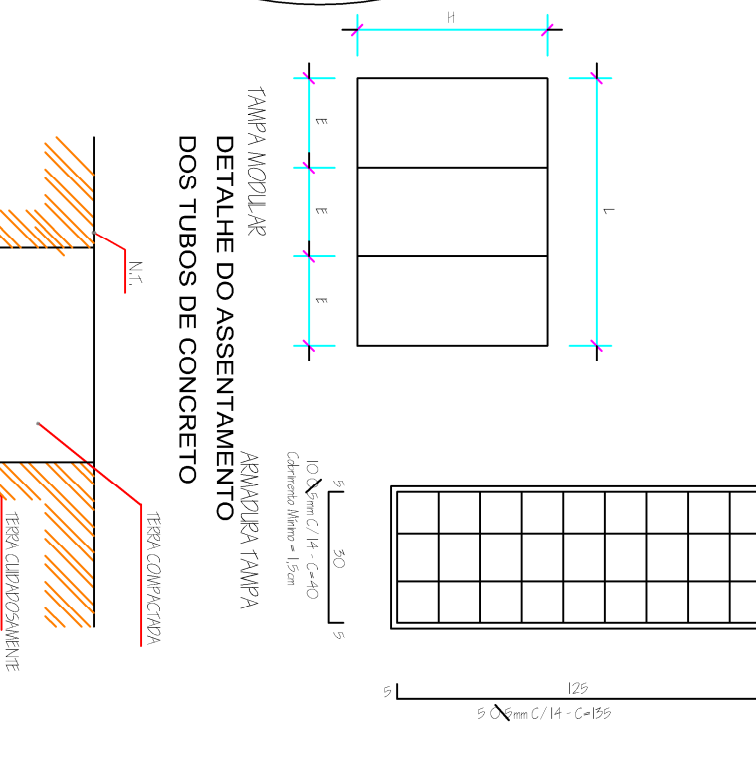 H
L
E
E
E
TAMPA MODULAR
DETALHE DO ASSENTAMENTO
DOS TUBOS DE CONCRETO
N.T.
TERRA COMPACTADA
TERRA CUIDADOSAMENTE
ARMADURA TAMPA
5
30
5
10 Ø 5mm C/14 - C=40
Cobrimento Mínimo = 1,5cm
5
125
5 Ø 5mm C/14 - C=135